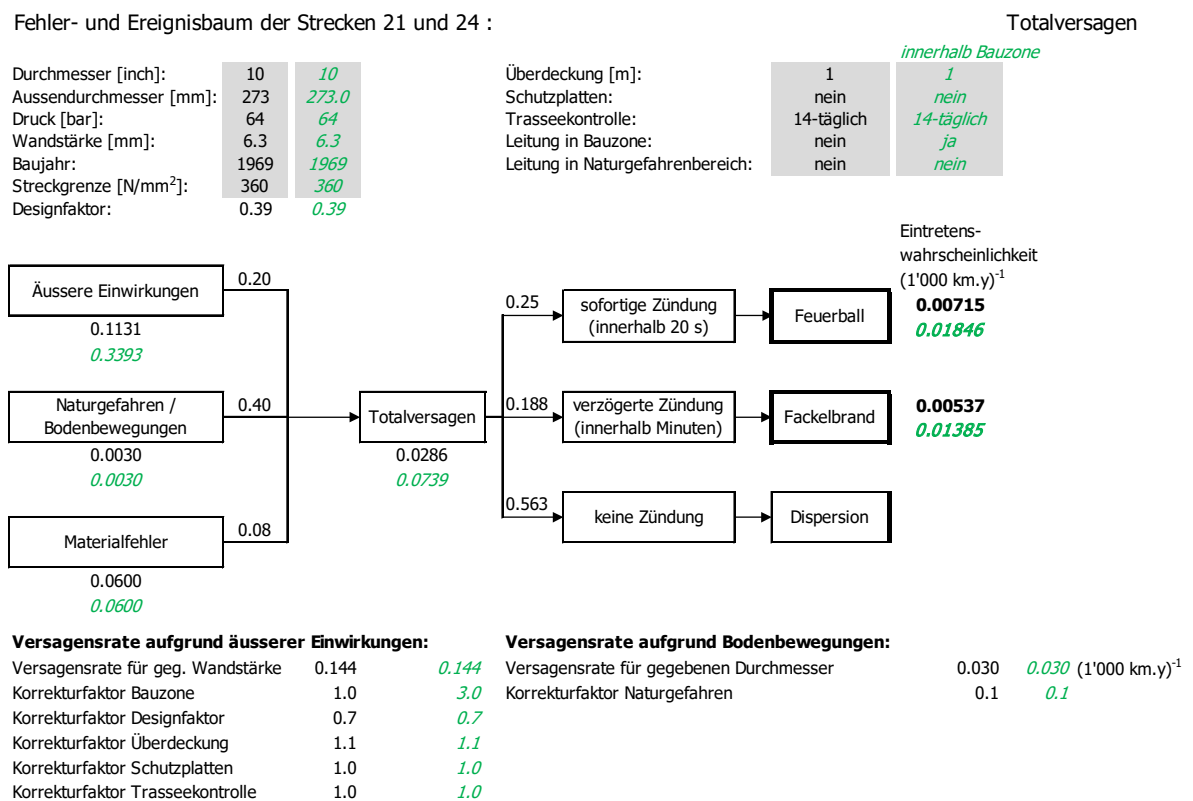 Fehler- und Ereignisbaum der Strecken 21 und 24 : Totalversagen
innerhalb Bauzone
Durchmesser [inch]: 10 10
Aussendurchmesser [mm]: 273 273.0
Druck [bar]: 64 64
Wandstärke [mm]: 6.3 6.3
Baujahr: 1969 1969
Streckgrenze [N/mm²]: 360 360
Designfaktor: 0.39 0.39
Überdeckung [m]: 1 1
Schutzplatten: nein nein
Trasseekontrolle: 14-täglich 14-täglich
Leitung in Bauzone: nein ja
Leitung in Naturgefahrenbereich: nein nein
Eintretens-
wahrscheinlichkeit
(1'000 km.y)⁻¹
Äussere Einwirkungen
0.20
0.1131
0.3393
Naturgefahren /
Bodenbewegungen
0.40
0.0030
0.0030
Materialfehler
0.08
0.0600
0.0600
Totalversagen
0.0286
0.0739
0.25
sofortige Zündung
(innerhalb 20 s)
Feuerball
0.00715
0.01846
0.188
verzögerte Zündung
(innerhalb Minuten)
Fackelbrand
0.00537
0.01385
0.563
keine Zündung
Dispersion
Versagensrate aufgrund äusserer Einwirkungen:
Versagensrate für geg. Wandstärke 0.144 0.144
Korrekturfaktor Bauzone 1.0 3.0
Korrekturfaktor Designfaktor 0.7 0.7
Korrekturfaktor Überdeckung 1.1 1.1
Korrekturfaktor Schutzplatten 1.0 1.0
Korrekturfaktor Trasseekontrolle 1.0 1.0
Versagensrate aufgrund Bodenbewegungen:
Versagensrate für gegebenen Durchmesser 0.030 0.030 (1'000 km.y)⁻¹
Korrekturfaktor Naturgefahren 0.1 0.1